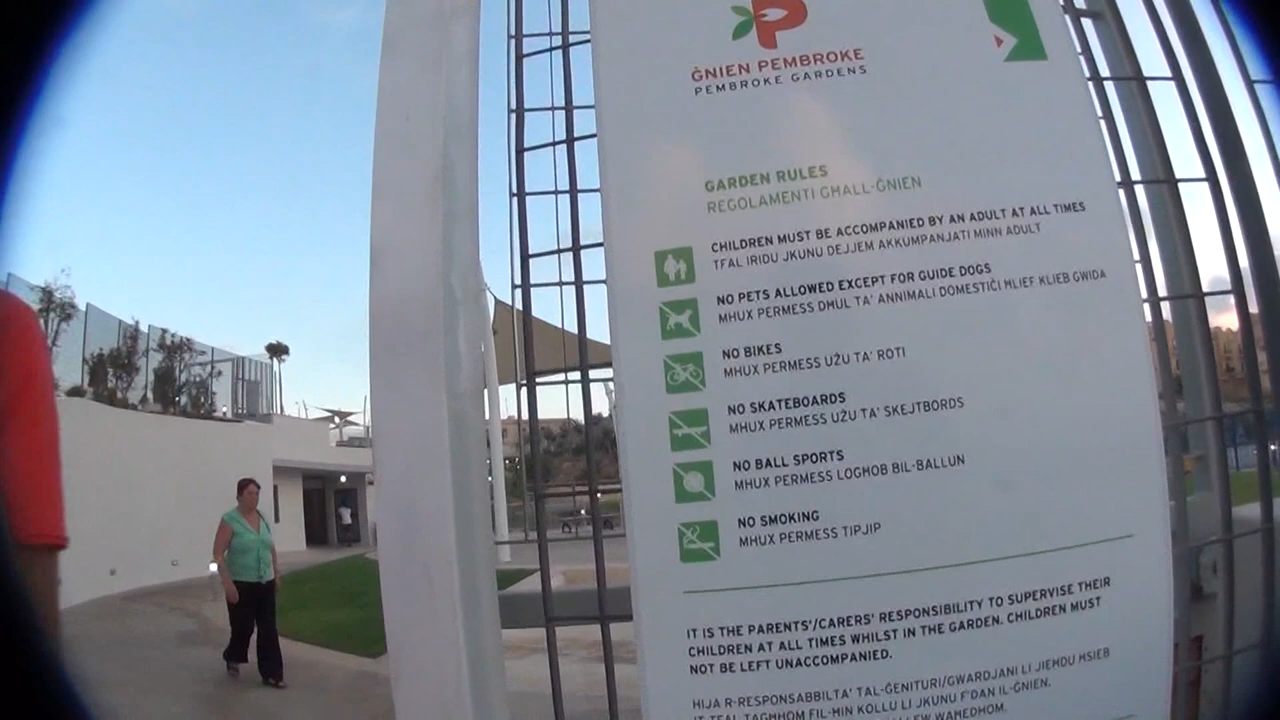 ĠNIEN PEMBROKE
PEMBROKE GARDENS
GARDEN RULES
REGOLAMENTI GĦALL-ĠNIEN
CHILDREN MUST BE ACCOMPANIED BY AN ADULT AT ALL TIMES
TFAL IRIDU JKUNU DEJJEM AKKUMPANJATI MINN ADULT
NO PETS ALLOWED EXCEPT FOR GUIDE DOGS
MHUX PERMESS DĦUL TA' ANNIMALI DOMESTIĊI ĦLIEF KLIEB GWIDA
NO BIKES
MHUX PERMESS UŻU TA' ROTI
NO SKATEBOARDS
MHUX PERMESS UŻU TA' SKEJTBORDS
NO BALL SPORTS
MHUX PERMESS LOGĦOB BIL-BALLUN
NO SMOKING
MHUX PERMESS TIPJIP
IT IS THE PARENTS'/CARERS' RESPONSIBILITY TO SUPERVISE THEIR
CHILDREN AT ALL TIMES WHILST IN THE GARDEN. CHILDREN MUST
NOT BE LEFT UNACCOMPANIED.
HIJA R-RESPONSABBILTA' TAL-ĠENITURI/GWARDJANI LI JIEĦDU ĦSIEB
IT-TFAL TAGĦHOM FIL-ĦIN KOLLU LI JKUNU F'DAN IL-ĠNIEN.
WAĦEDHOM.